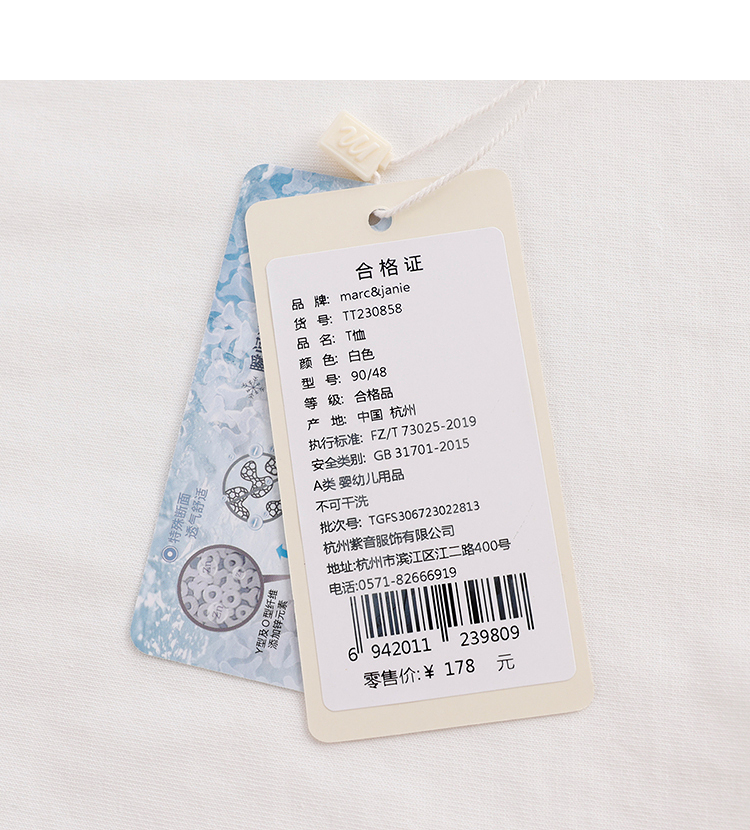 合格证
品 牌: marc&janie
货 号: TT230858
品 名: T恤
颜 色: 白色
型 号: 90/48
等 级: 合格品
产 地: 中国 杭州
执行标准: FZ/T 73025-2019
安全类别: GB 31701-2015
A类 婴幼儿用品
不可干洗
批次号: TGFS306723022813
杭州紫音服饰有限公司
地址:杭州市滨江区江二路400号
电话:0571-82666919
6 942011 239809
零售价:¥ 178 元
特殊断面
透气舒适
Zn
Zn
Y型及O型纤维
添加锌元素